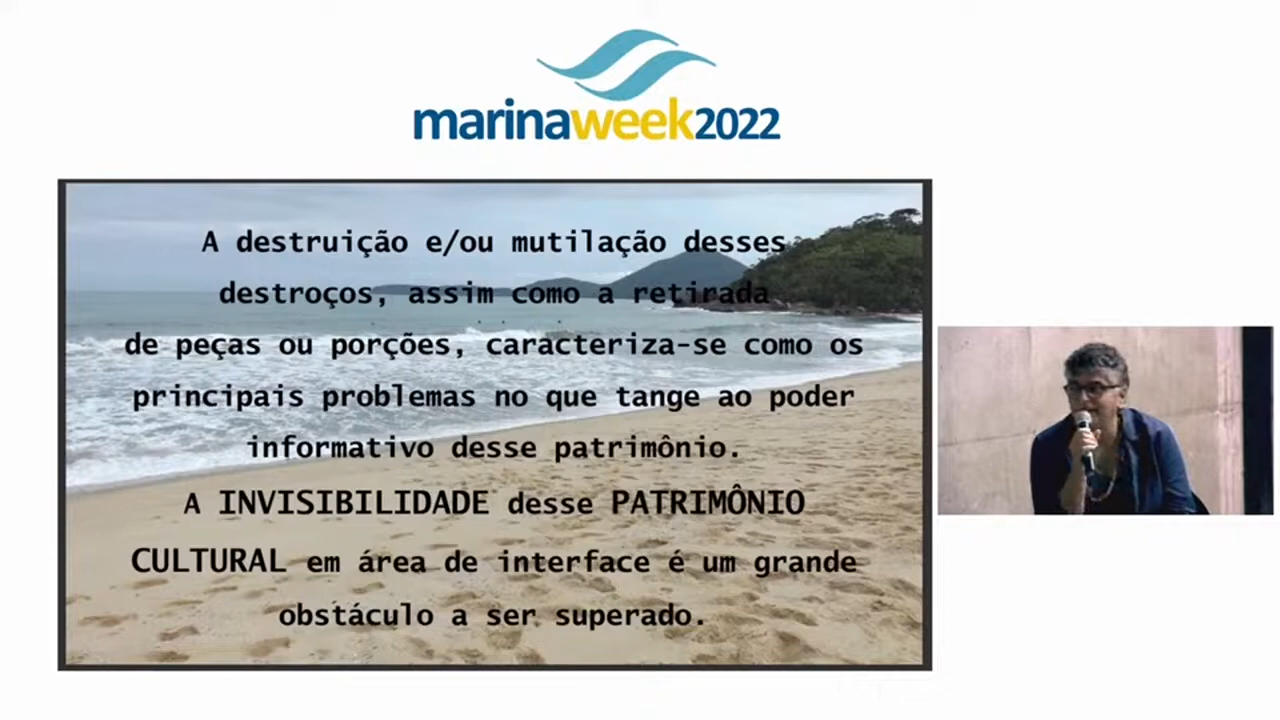 marinaweek2022
A destruição e/ou mutilação desses
destroços, assim como a retirada
de peças ou porções, caracteriza-se como os
principais problemas no que tange ao poder
informativo desse patrimônio.
A INVISIBILIDADE desse PATRIMÔNIO
CULTURAL em área de interface é um grande
obstáculo a ser superado.